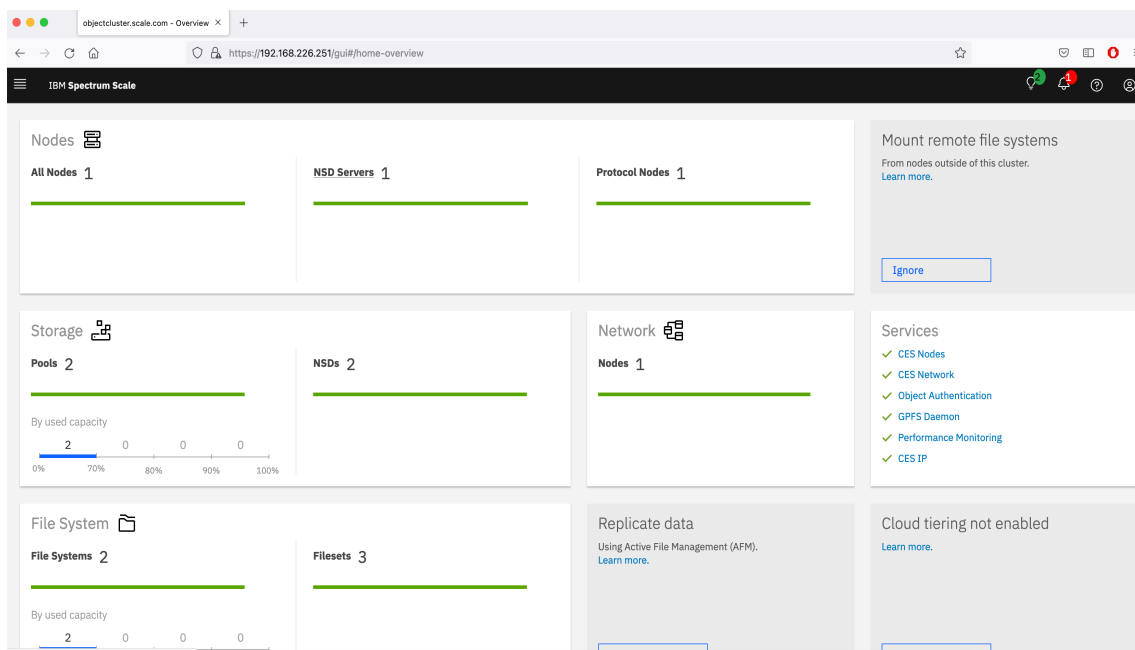 objectcluster.scale.com - Overview
https://192.168.226.251/gui#/home-overview
IBM Spectrum Scale
2
1
Nodes
All Nodes 1
NSD Servers 1
Protocol Nodes 1
Mount remote file systems
From nodes outside of this cluster.
Learn more.
Ignore
Storage
Pools 2
NSDs 2
By used capacity
2 0 0 0
0% 70% 80% 90% 100%
Network
Nodes 1
Services
CES Nodes
CES Network
Object Authentication
GPFS Daemon
Performance Monitoring
CES IP
File System
File Systems 2
Filesets 3
By used capacity
2 0 0 0
Replicate data
Using Active File Management (AFM).
Learn more.
Cloud tiering not enabled
Learn more.